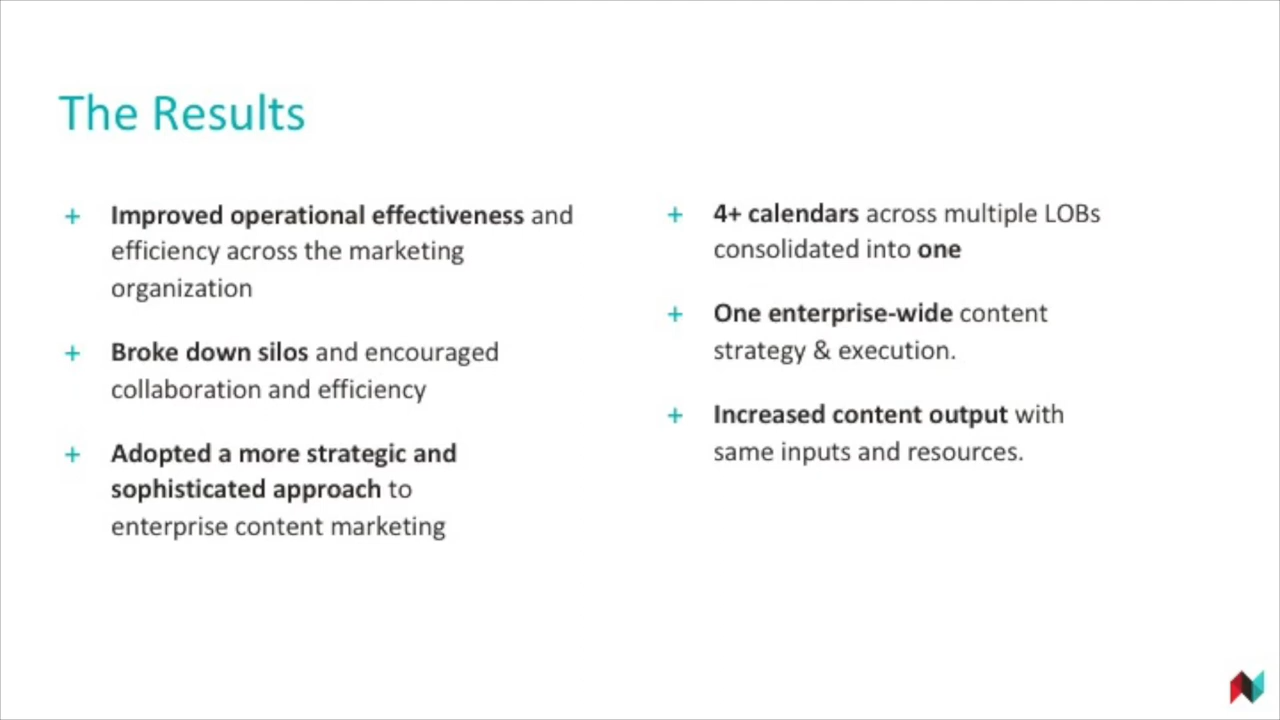 The Results
+ Improved operational effectiveness and
efficiency across the marketing
organization
+ Broke down silos and encouraged
collaboration and efficiency
+ Adopted a more strategic and
sophisticated approach to
enterprise content marketing
+ 4+ calendars across multiple LOBs
consolidated into one
+ One enterprise-wide content
strategy & execution.
+ Increased content output with
same inputs and resources.